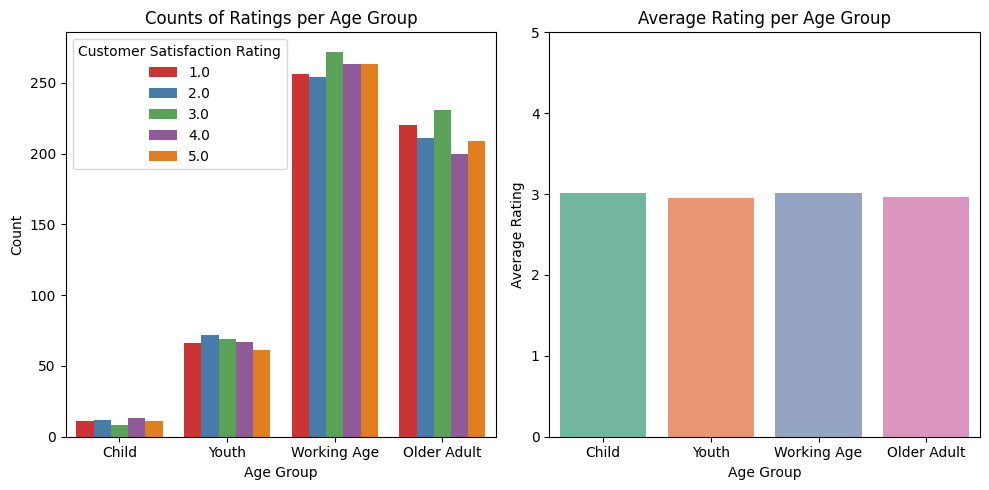 Counts of Ratings per Age Group
Customer Satisfaction Rating
1.0
2.0
3.0
4.0
5.0
250
200
150
100
50
0
Count
Child Youth Working Age Older Adult
Age Group
Average Rating per Age Group
5
4
3
2
1
0
Average Rating
Child Youth Working Age Older Adult
Age Group